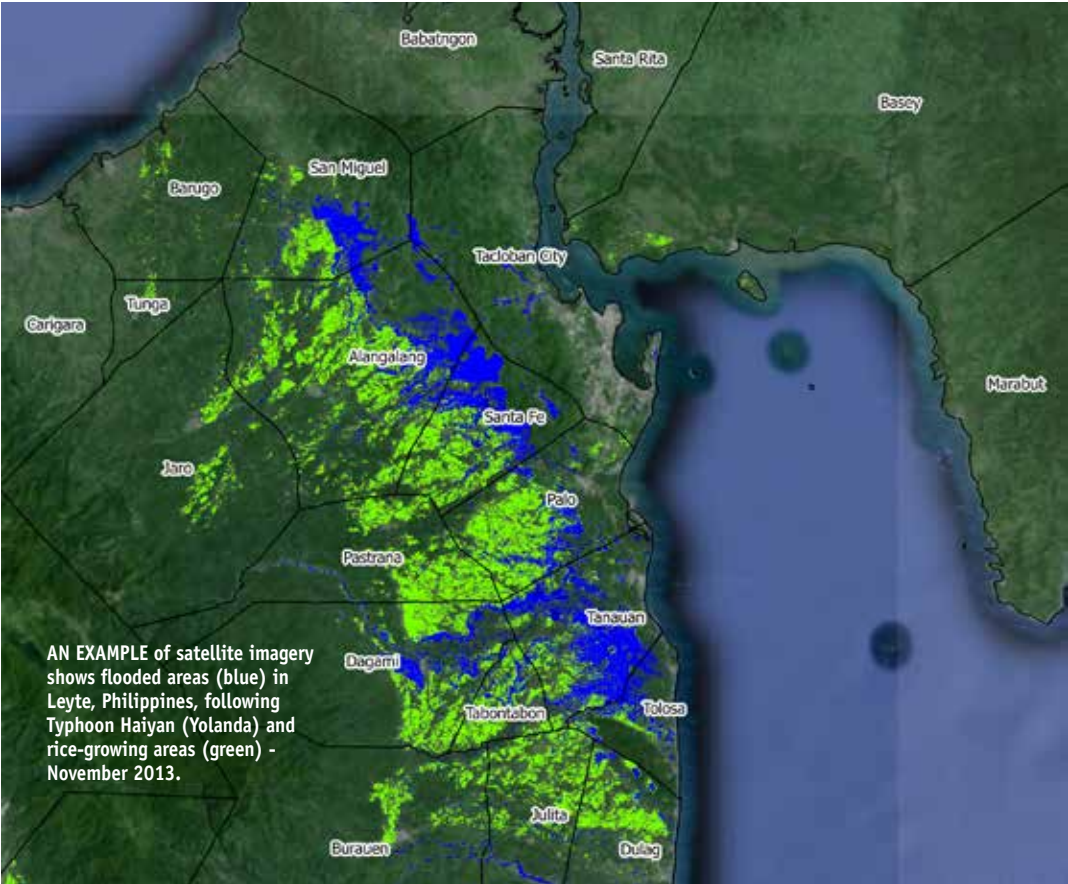 Babatngon
Santa Rita
Basey
San Miguel
Barugo
Tacloban City
Tunga
Carigara
Alangalang
Marabut
Santa Fe
Jaro
Palo
Pastrana
Tanauan
AN EXAMPLE of satellite imagery
shows flooded areas (blue) in
Leyte, Philippines, following
Typhoon Haiyan (Yolanda) and
rice-growing areas (green) -
November 2013.
Dagami
Tabontabon
Tolosa
Julita
Burauen
Dulag